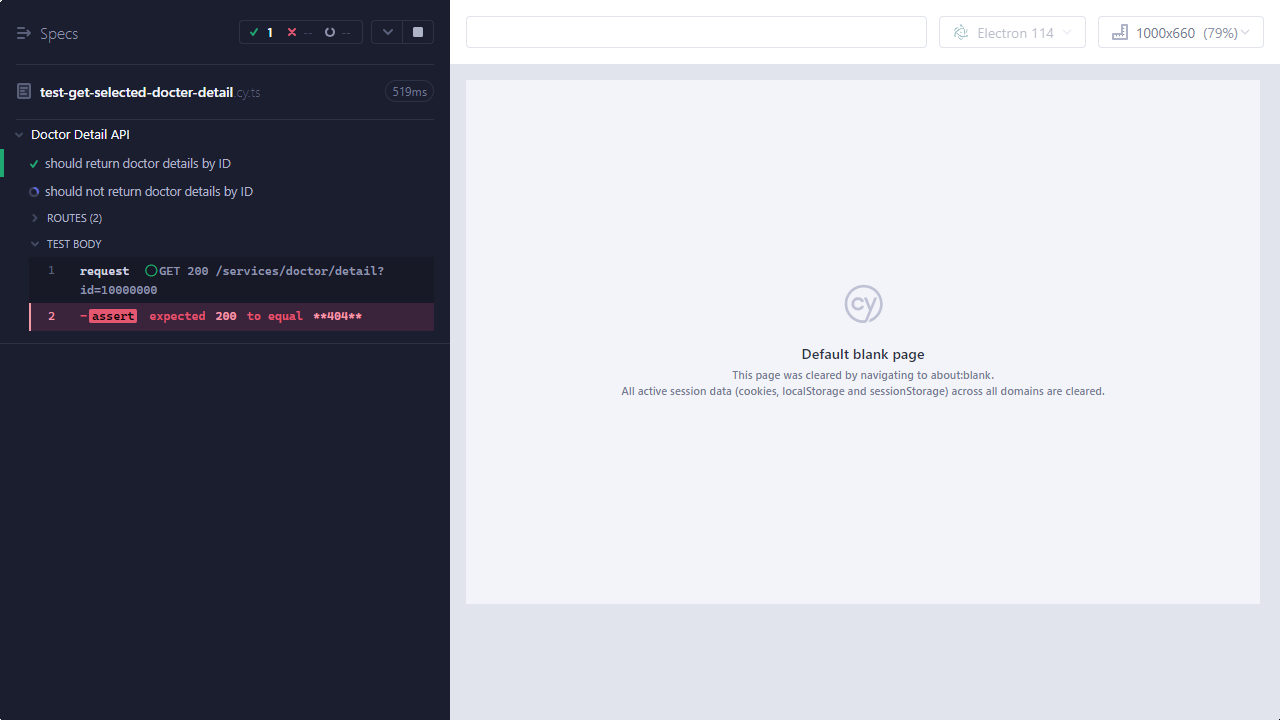 Specs
1
--
--
test-get-selected-docter-detail.cy.ts
519ms
Doctor Detail API
should return doctor details by ID
should not return doctor details by ID
ROUTES (2)
TEST BODY
1 request GET 200 /services/doctor/detail?
id=10000000
2 -assert expected 200 to equal **404**
Electron 114
1000x660 (79%)
cy
Default blank page
This page was cleared by navigating to about:blank.
All active session data (cookies, localStorage and sessionStorage) across all domains are cleared.